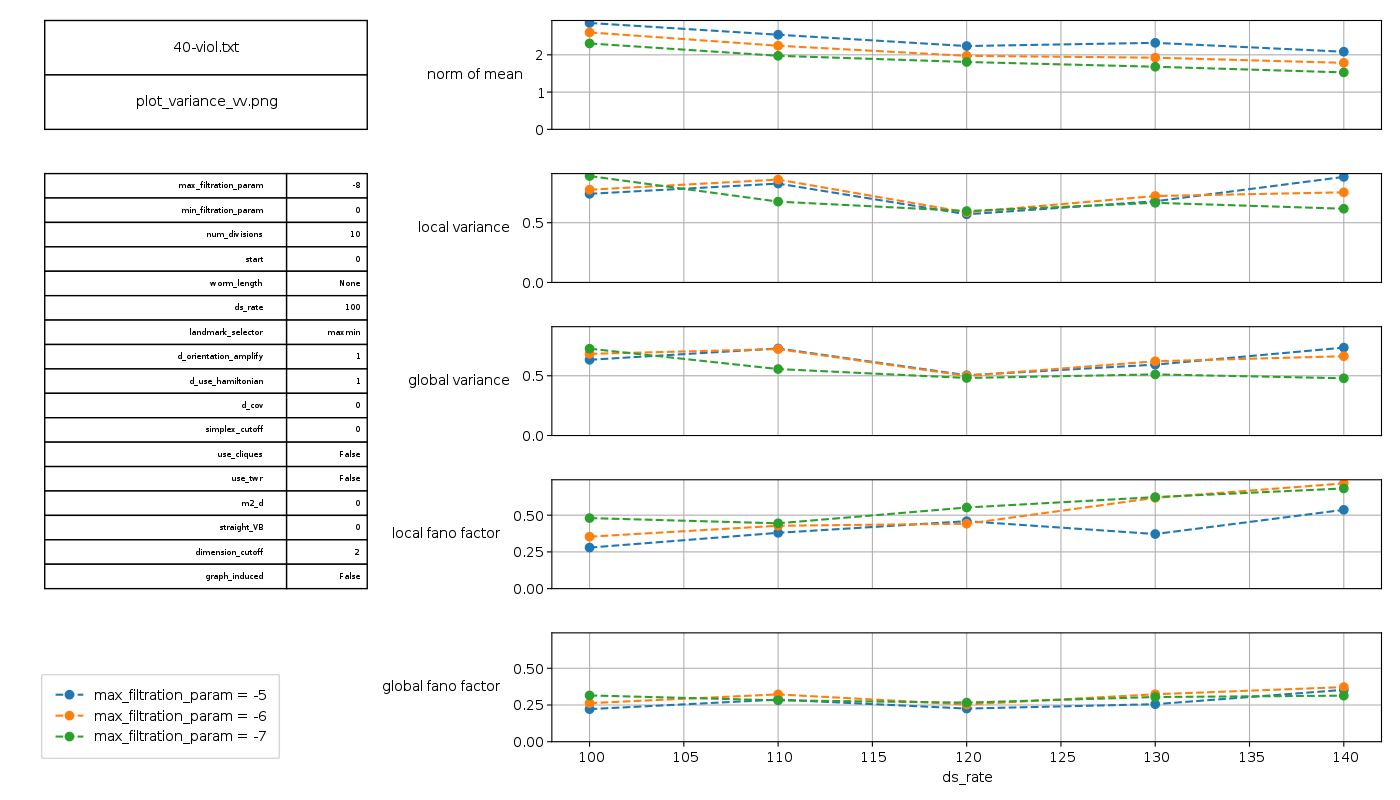 40-viol.txt
plot_variance_vv.png
max_filtration_param -8
min_filtration_param 0
num_divisions 10
start 0
worm_length None
ds_rate 100
landmark_selector maxmin
d_orientation_amplify 1
d_use_hamiltonian 1
d_cov 0
simplex_cutoff 0
use_cliques False
use_twr False
m2_d 0
straight_VB 0
dimension_cutoff 2
graph_induced False
max_filtration_param = -5
max_filtration_param = -6
max_filtration_param = -7
norm of mean
2
1
0
local variance
0.5
0.0
global variance
0.5
0.0
local fano factor
0.50
0.25
0.00
global fano factor
0.50
0.25
0.00
100 105 110 115 120 125 130 135 140
ds_rate